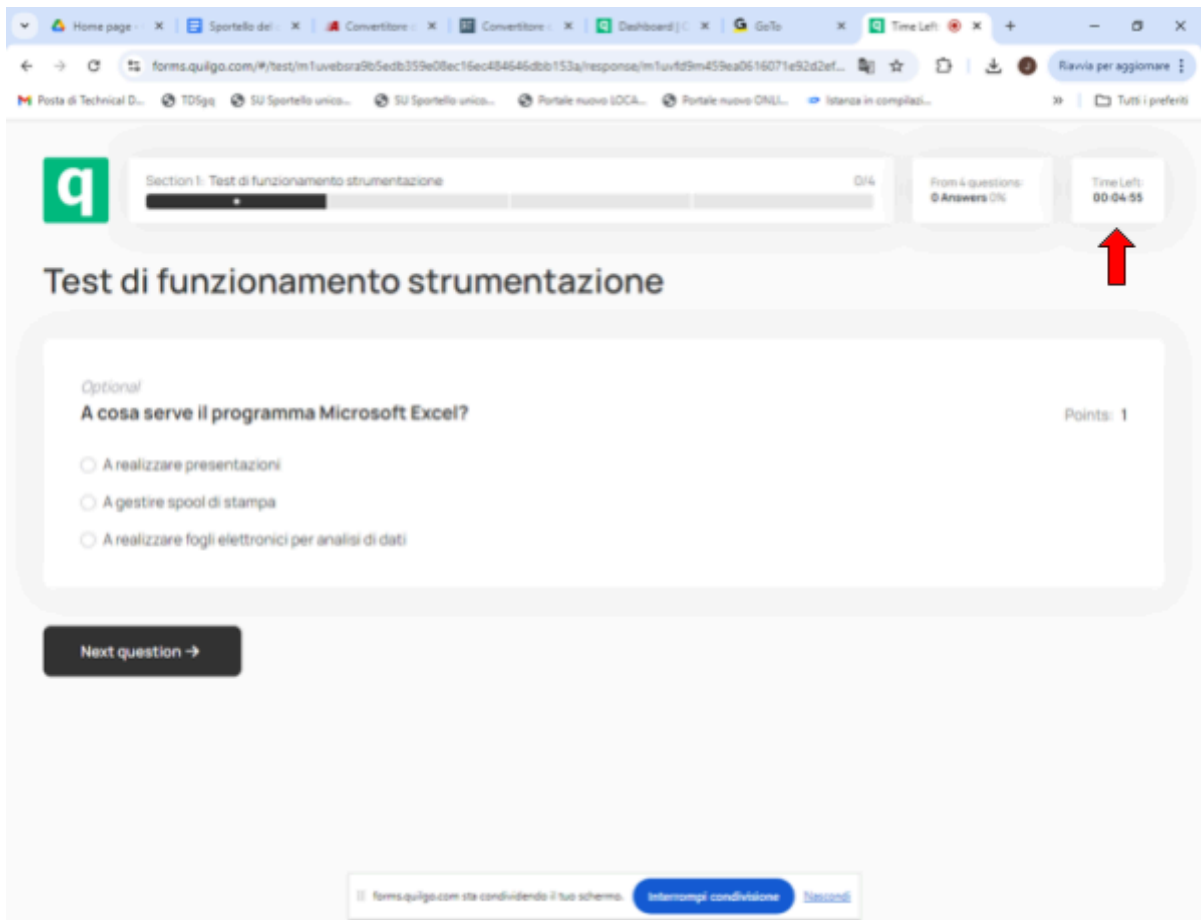 Home page -
Sportello del
Convertitore c
Convertitore c
Dashboard | C
GoTo
Time Left:
forms.quilgo.com/#/test/
Riavvia per aggiornare
Posta di Technical D...
TDSgq
SU Sportello unico...
SU Sportello unico...
Portale nuovo LOCA...
Portale nuovo ONLI...
Istanza in compilazi...
Tutti i preferiti
q
Section 1: Test di funzionamento strumentazione
0/4
From 4 questions:
0 Answers 0%
Time Left:
00:04:55
Test di funzionamento strumentazione
Optional
A cosa serve il programma Microsoft Excel?
Points: 1
A realizzare presentazioni
A gestire spool di stampa
A realizzare fogli elettronici per analisi di dati
Next question →
forms.quilgo.com sta condividendo il tuo schermo.
Interrompi condivisione
Nascondi